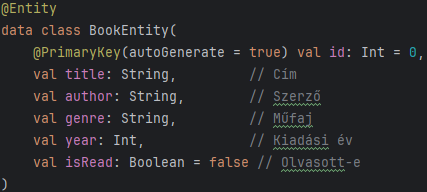 @Entity
data class BookEntity(
    @PrimaryKey(autoGenerate = true) val id: Int = 0,
    val title: String,         // Cím
    val author: String,        // Szerző
    val genre: String,         // Műfaj
    val year: Int,             // Kiadási év
    val isRead: Boolean = false // Olvasott-e
)